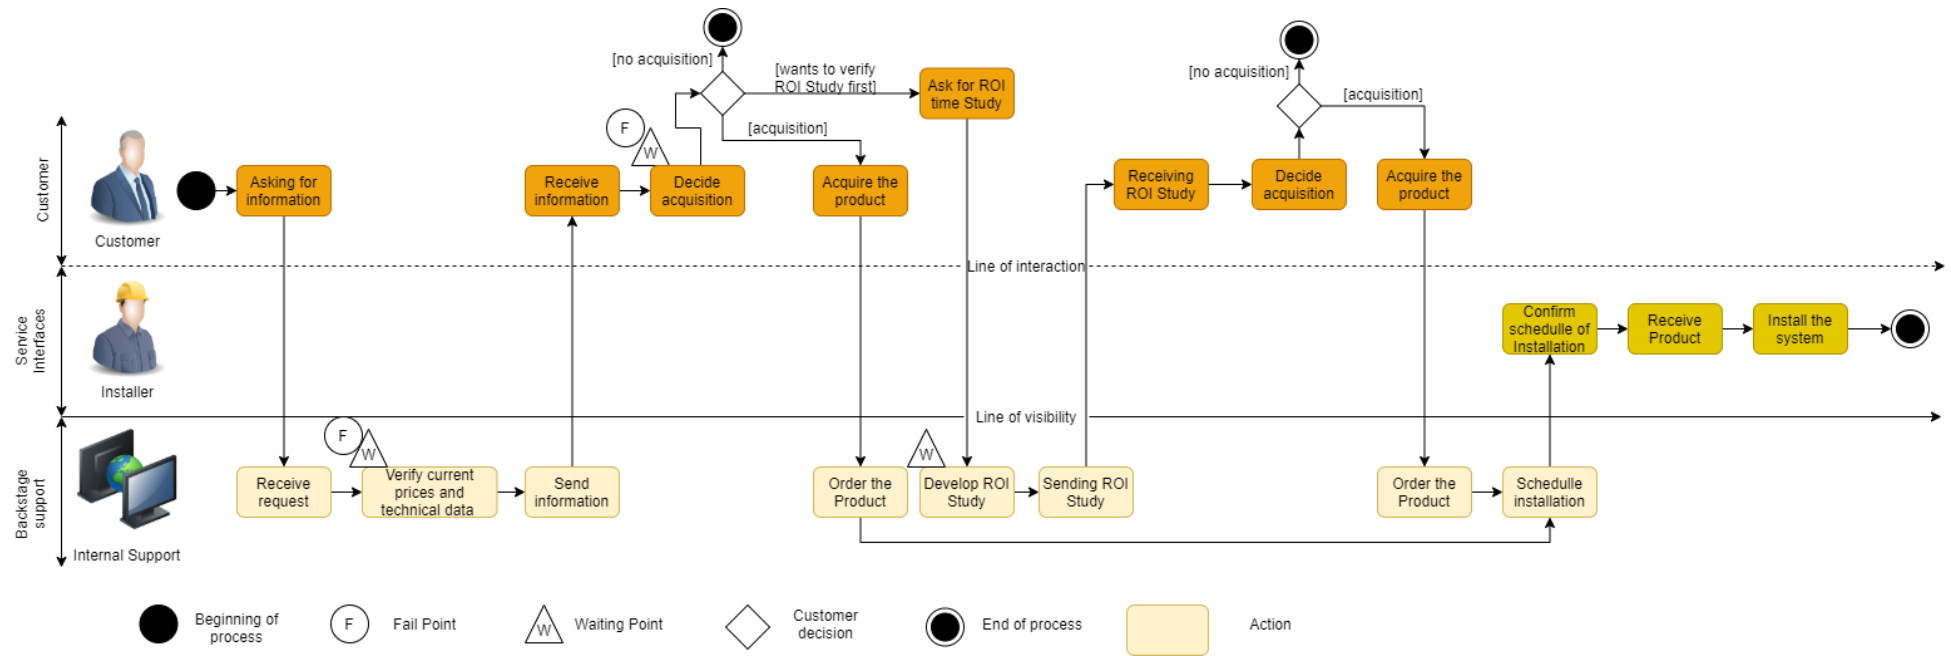 [no acquisition]
[wants to verify
ROI Study first]
Ask for ROI
time Study
[no acquisition]
[acquisition]
F
W
[acquisition]
Customer
Customer
Asking for
information
Receive
information
Decide
acquisition
Acquire the
product
Receiving
ROI Study
Decide
acquisition
Acquire the
product
Line of interaction
Service
Interfaces
Installer
Confirm
schedulle of
Installation
Receive
Product
Install the
system
Line of visibility
Backstage
support
Internal Support
F
W
W
Receive
request
Verify current
prices and
technical data
Send
information
Order the
Product
Develop ROI
Study
Sending ROI
Study
Order the
Product
Schedulle
installation
Beginning of
process
F
Fail Point
W
Waiting Point
Customer
decision
End of process
Action